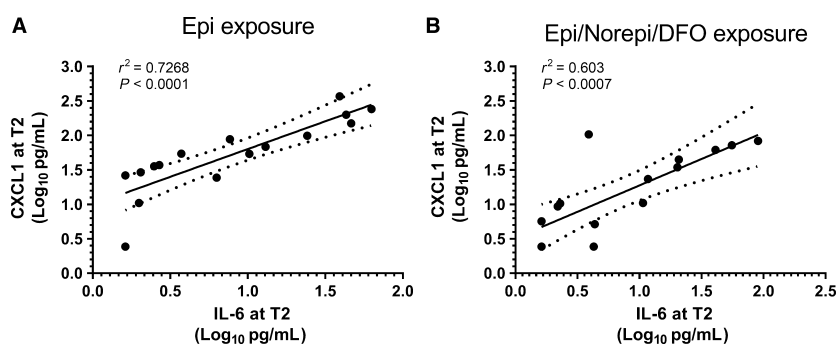 A
Epi exposure
r² = 0.7268
P < 0.0001
CXCL1 at T2
(Log₁₀ pg/mL)
3.0
2.5
2.0
1.5
1.0
0.5
0.0
0.0 0.5 1.0 1.5 2.0
IL-6 at T2
(Log₁₀ pg/mL)
B
Epi/Norepi/DFO exposure
r² = 0.603
P < 0.0007
CXCL1 at T2
(Log₁₀ pg/mL)
3.0
2.5
2.0
1.5
1.0
0.5
0.0
0.0 0.5 1.0 1.5 2.0 2.5
IL-6 at T2
(Log₁₀ pg/mL)